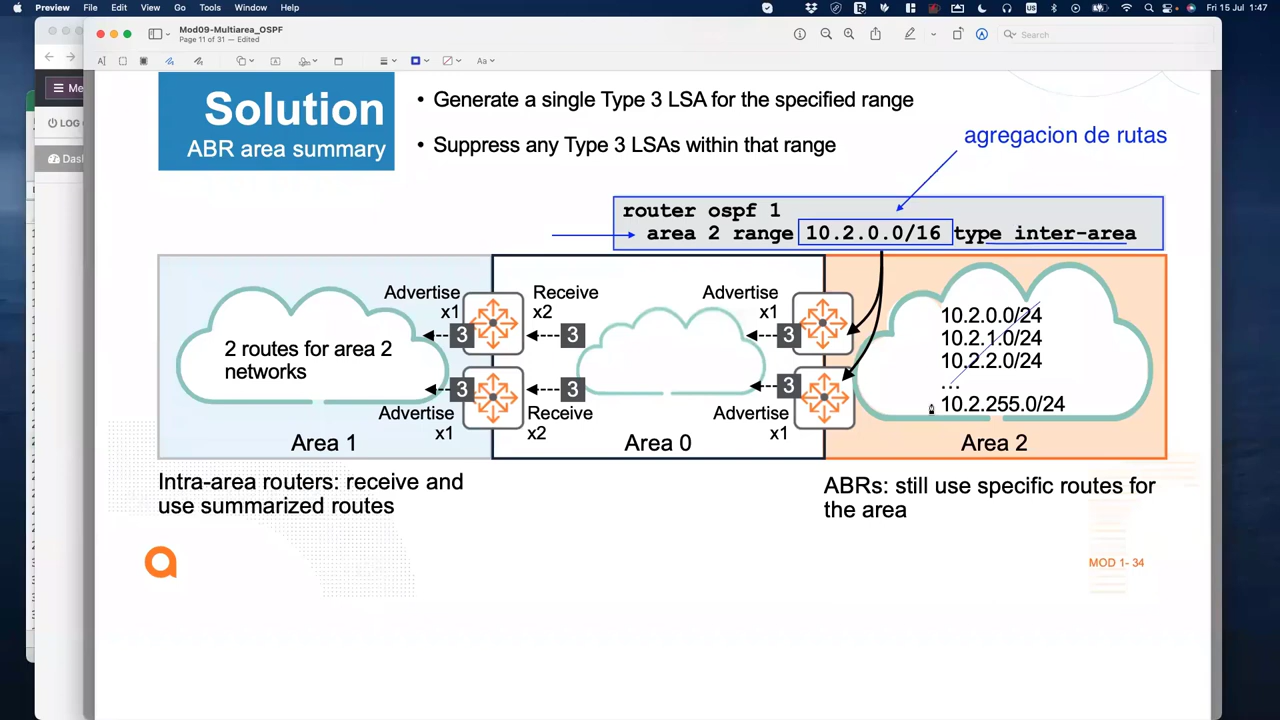 Preview File Edit View Go Tools Window Help
Fri 15 Jul 1:47
Mod09-Multiarea_OSPF
Page 11 of 31 — Edited
Search
Aa
Me
LOG
Dash
Solution
ABR area summary
• Generate a single Type 3 LSA for the specified range
• Suppress any Type 3 LSAs within that range
agregacion de rutas
router ospf 1
area 2 range 10.2.0.0/16 type inter-area
Advertise
x1
Receive
x2
Advertise
x1
3
3
3
2 routes for area 2
networks
10.2.0.0/24
10.2.1.0/24
10.2.2.0/24
...
10.2.255.0/24
3
3
3
Advertise
x1
Receive
x2
Advertise
x1
Area 1
Area 0
Area 2
Intra-area routers: receive and
use summarized routes
ABRs: still use specific routes for
the area
MOD 1- 34